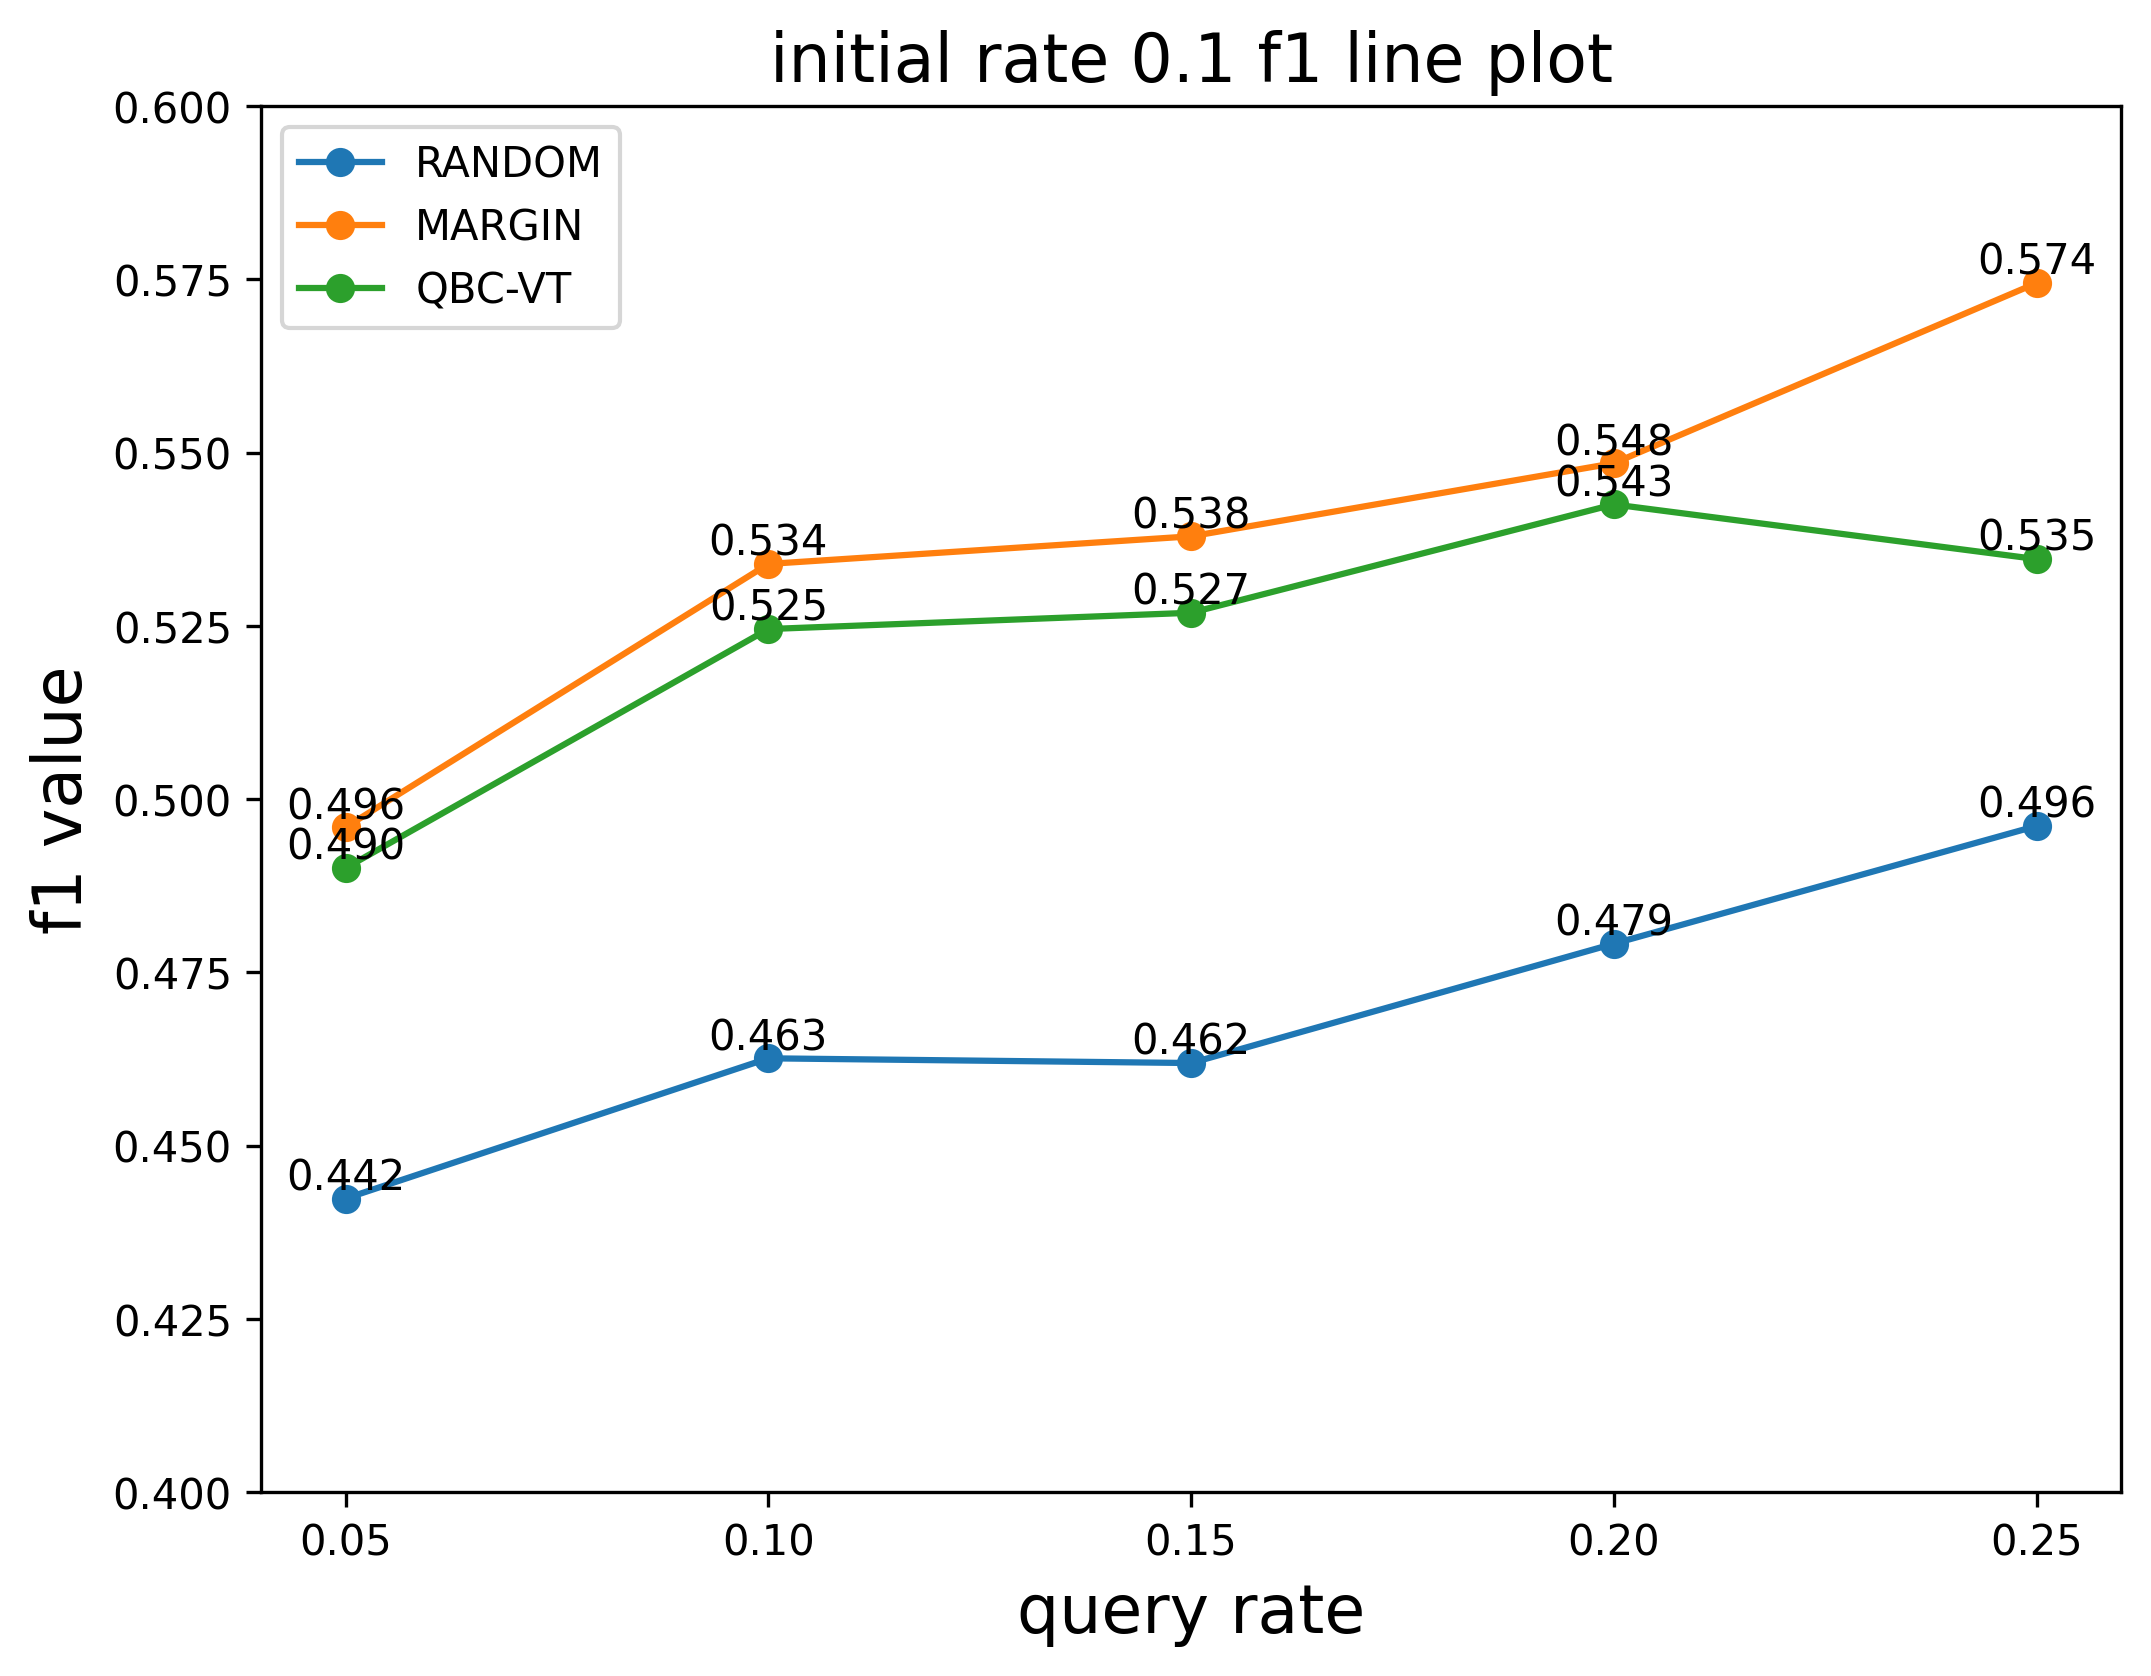 initial rate 0.1 f1 line plot
RANDOM
MARGIN
QBC-VT
f1 value
0.600
0.575
0.550
0.525
0.500
0.475
0.450
0.425
0.400
0.496 0.534 0.538 0.548 0.574
0.490 0.525 0.527 0.543 0.535
0.442 0.463 0.462 0.479 0.496
0.05 0.10 0.15 0.20 0.25
query rate